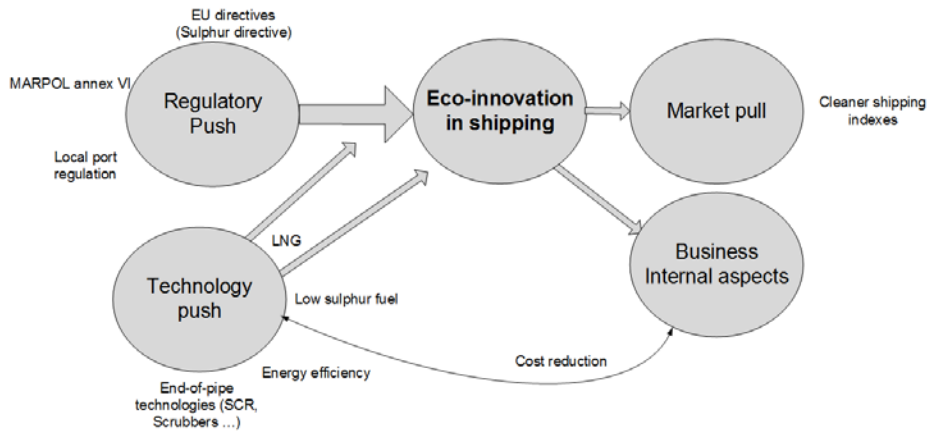 EU directives
(Sulphur directive)
MARPOL annex VI
Regulatory
Push
Local port
regulation
Eco-innovation
in shipping
Market pull
Cleaner shipping
indexes
LNG
Technology
push
Low sulphur fuel
Business
Internal aspects
Energy efficiency
Cost reduction
End-of-pipe
technologies (SCR,
Scrubbers ...)